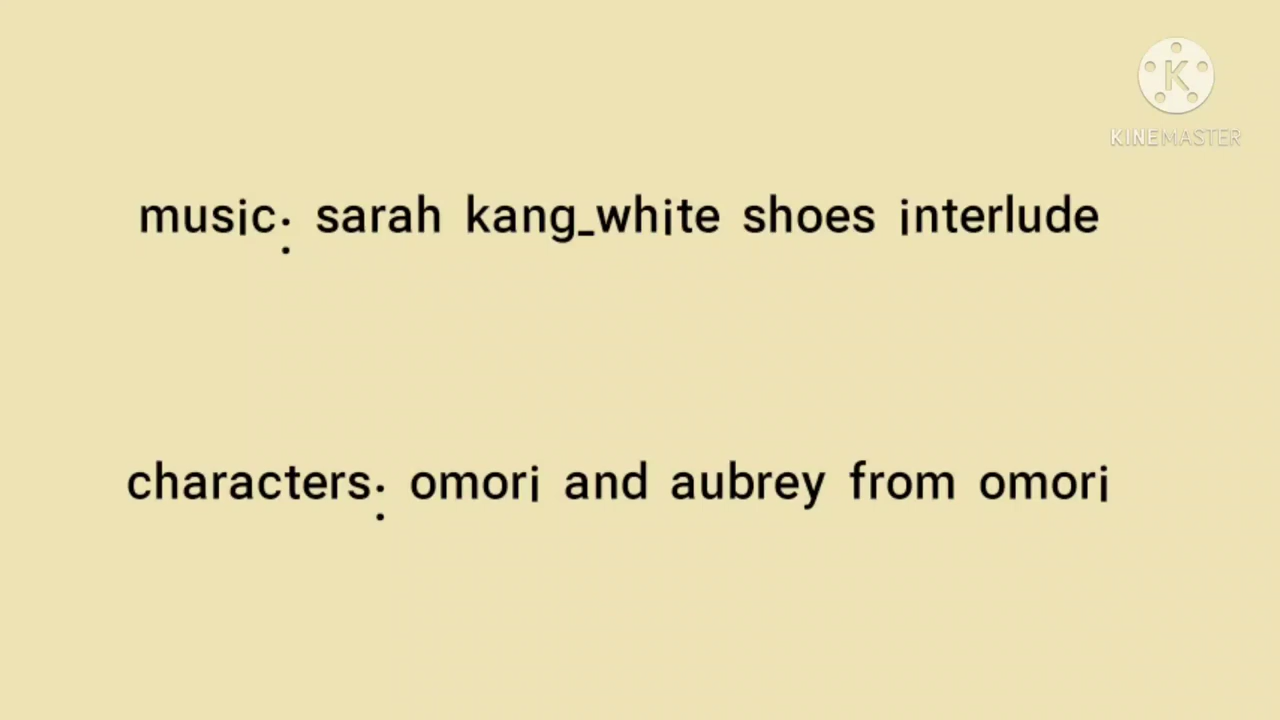 K
KINEMASTER
music: sarah kang_white shoes interlude
characters: omori and aubrey from omori